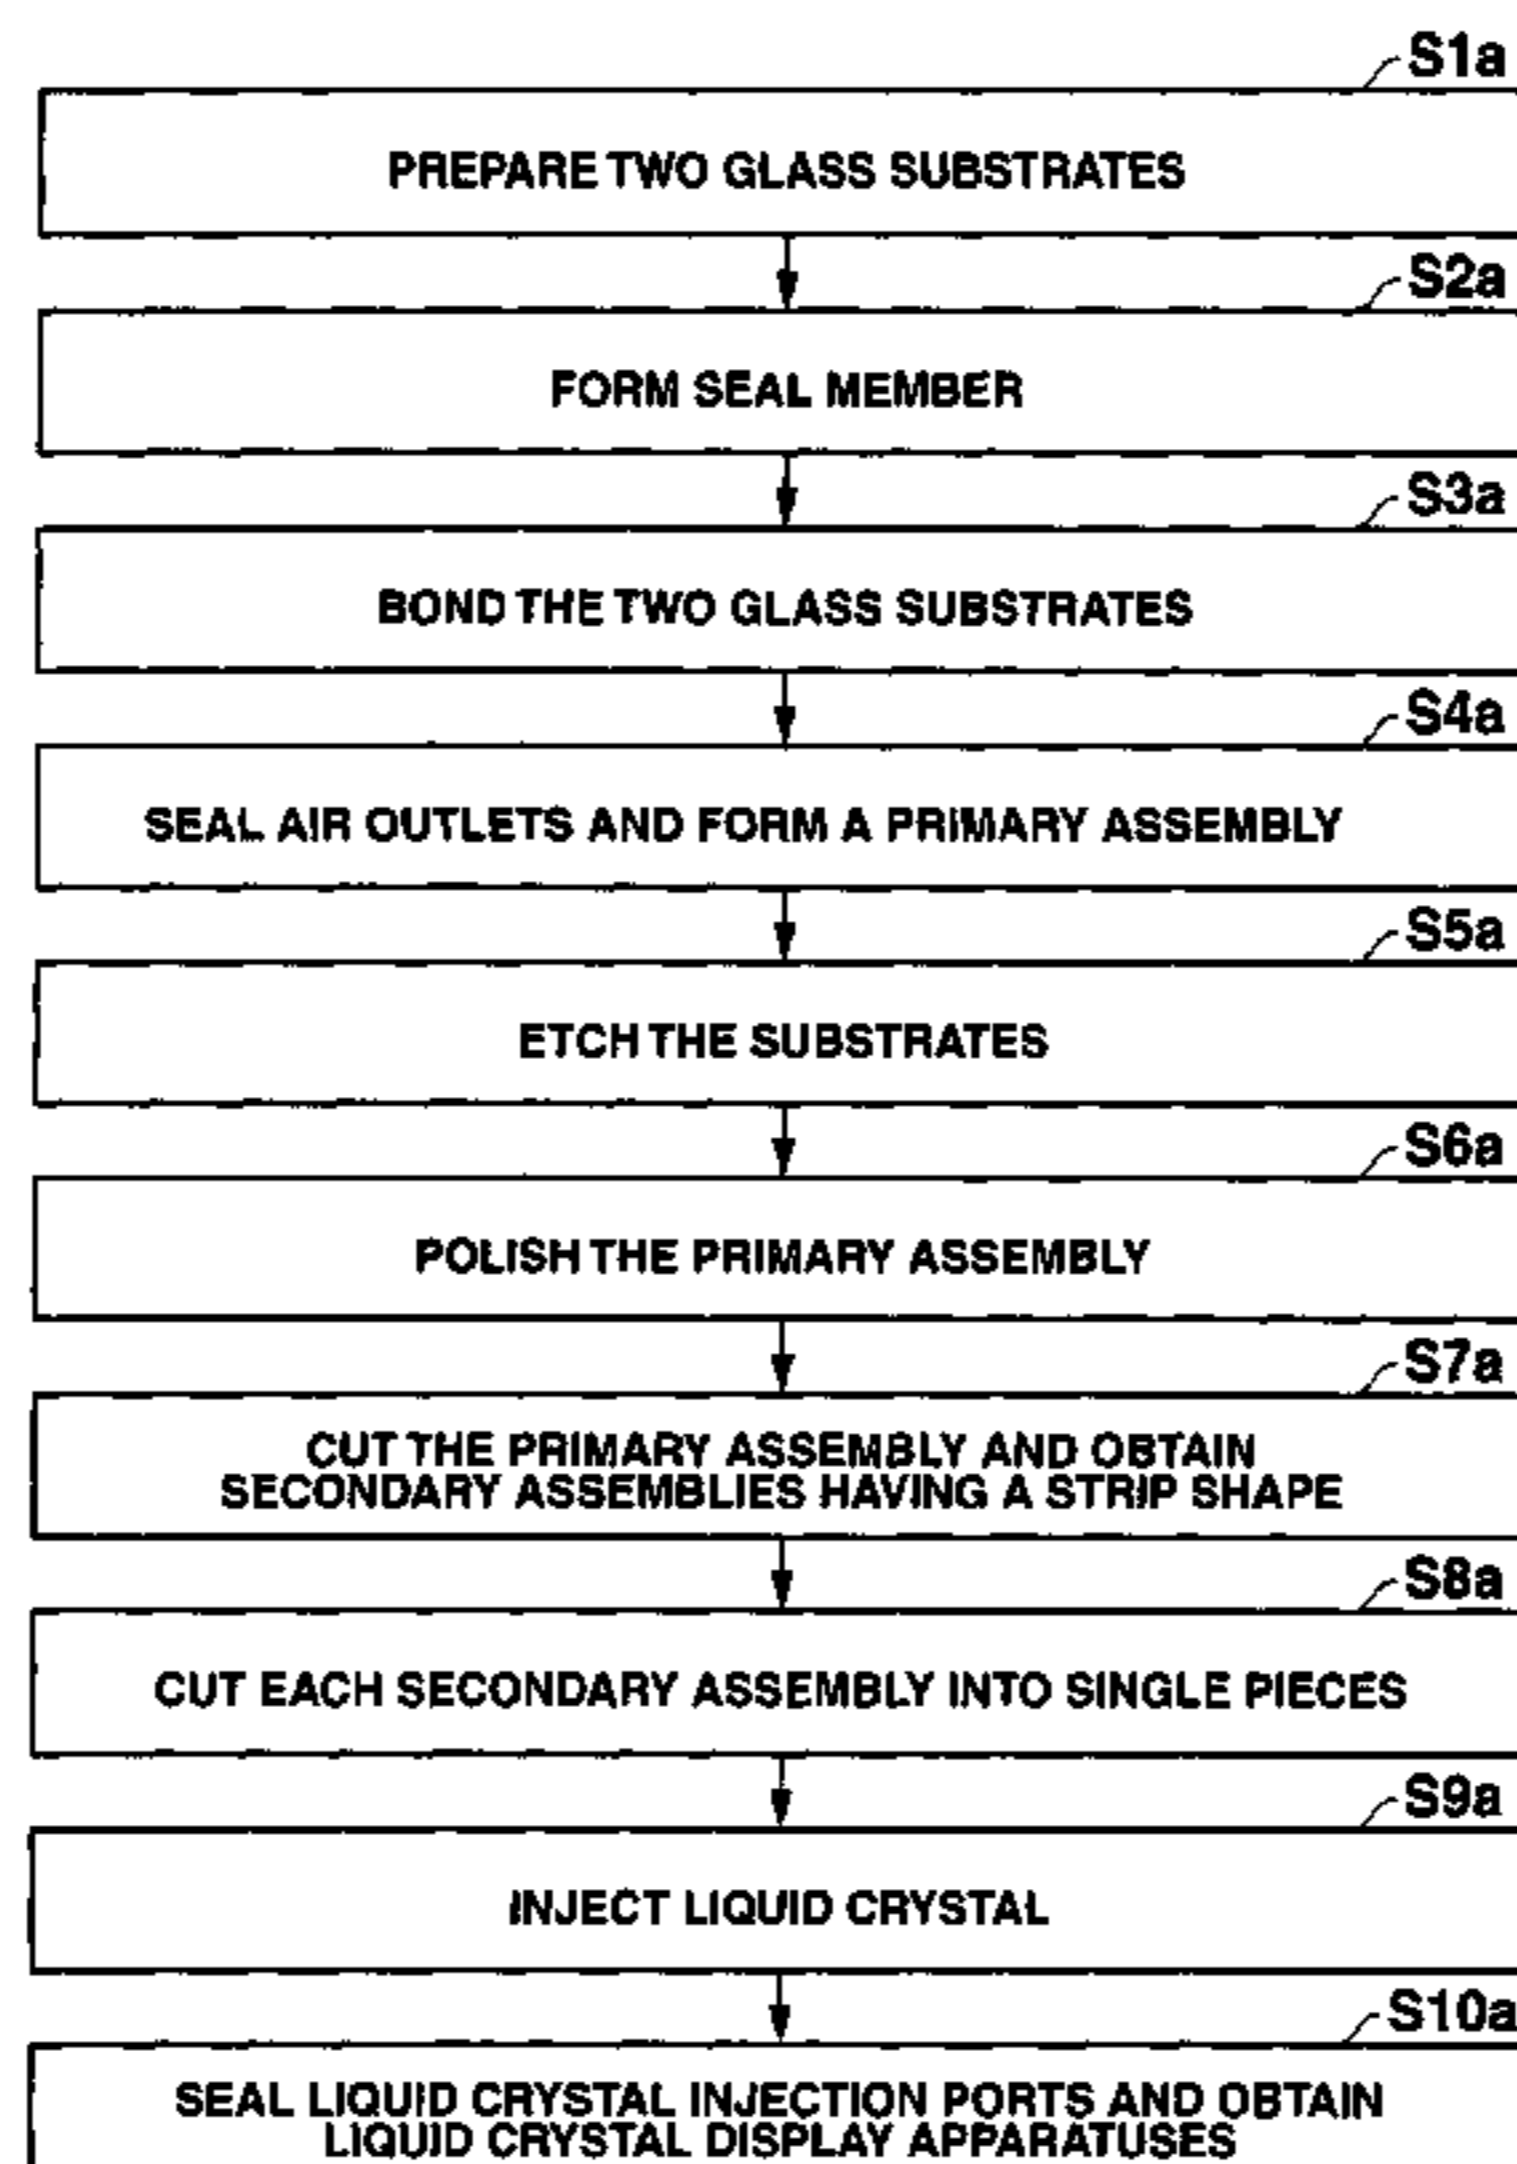 S1a
PREPARE TWO GLASS SUBSTRATES
S2a
FORM SEAL MEMBER
S3a
BOND THE TWO GLASS SUBSTRATES
S4a
SEAL AIR OUTLETS AND FORM A PRIMARY ASSEMBLY
S5a
ETCH THE SUBSTRATES
S6a
POLISH THE PRIMARY ASSEMBLY
S7a
CUT THE PRIMARY ASSEMBLY AND OBTAIN
SECONDARY ASSEMBLIES HAVING A STRIP SHAPE
S8a
CUT EACH SECONDARY ASSEMBLY INTO SINGLE PIECES
S9a
INJECT LIQUID CRYSTAL
S10a
SEAL LIQUID CRYSTAL INJECTION PORTS AND OBTAIN
LIQUID CRYSTAL DISPLAY APPARATUSES